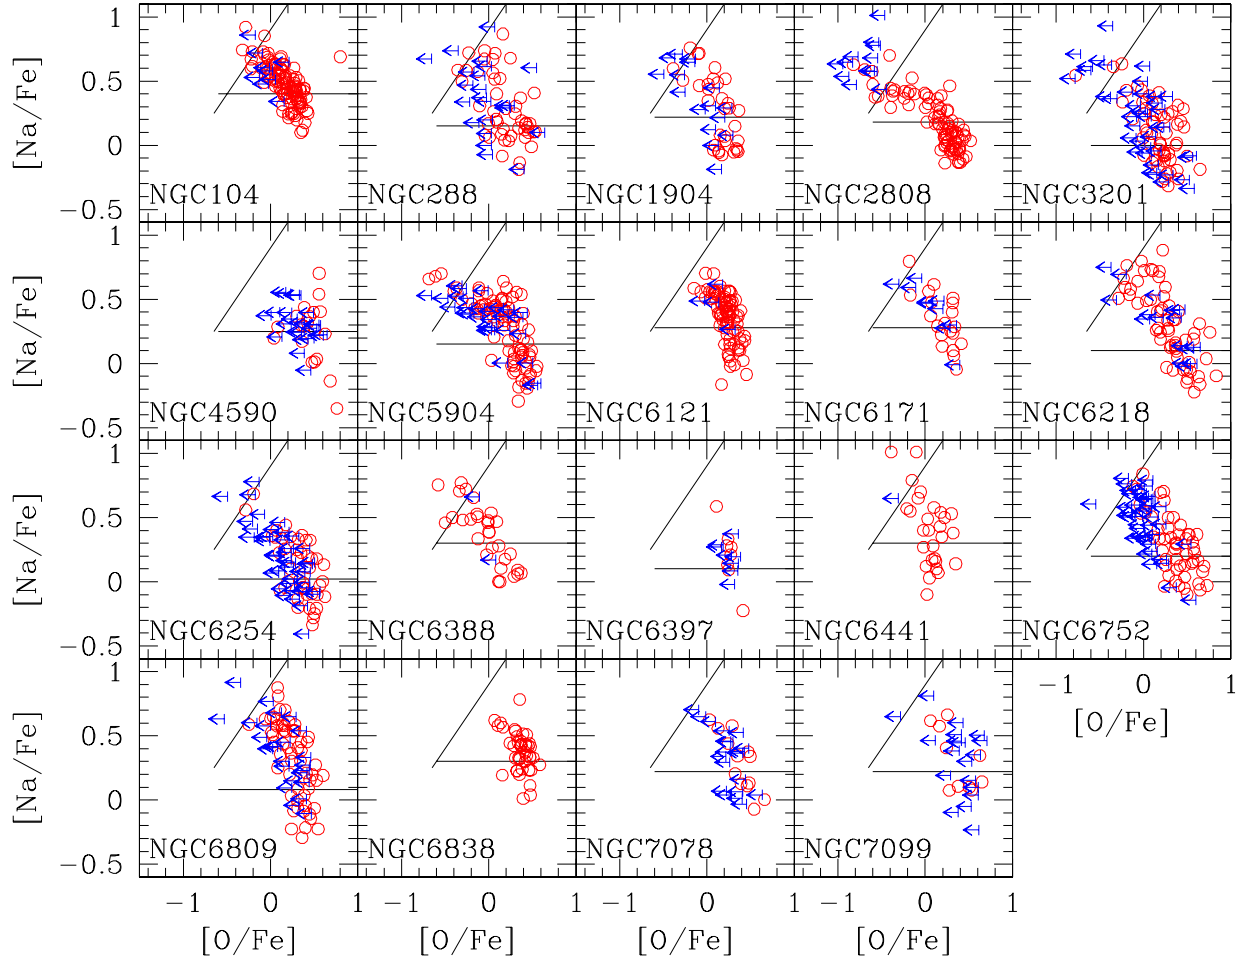 1
[Na/Fe]
0.5
0
−0.5
NGC104
NGC288
NGC1904
NGC2808
NGC3201
1
[Na/Fe]
0.5
0
−0.5
NGC4590
NGC5904
NGC6121
NGC6171
NGC6218
1
[Na/Fe]
0.5
0
−0.5
NGC6254
NGC6388
NGC6397
NGC6441
NGC6752
−1 0 1
[O/Fe]
1
[Na/Fe]
0.5
0
−0.5
NGC6809
NGC6838
NGC7078
NGC7099
−1 0 1 −1 0 1 −1 0 1 −1 0 1
[O/Fe] [O/Fe] [O/Fe] [O/Fe]